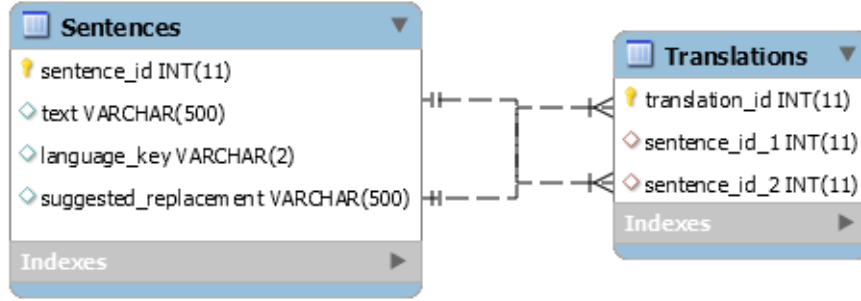 Sentences
sentence_id INT(11)
text VARCHAR(500)
language_key VARCHAR(2)
suggested_replacement VARCHAR(500)
Indexes
Translations
translation_id INT(11)
sentence_id_1 INT(11)
sentence_id_2 INT(11)
Indexes